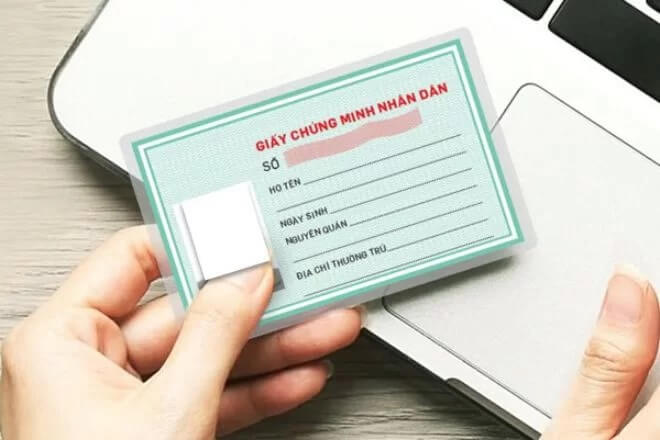 GIẤY CHỨNG MINH NHÂN DÂN
SỐ
HỌ TÊN
NGÀY SINH
NGUYÊN QUÁN
ĐỊA CHỈ THƯỜNG TRÚ